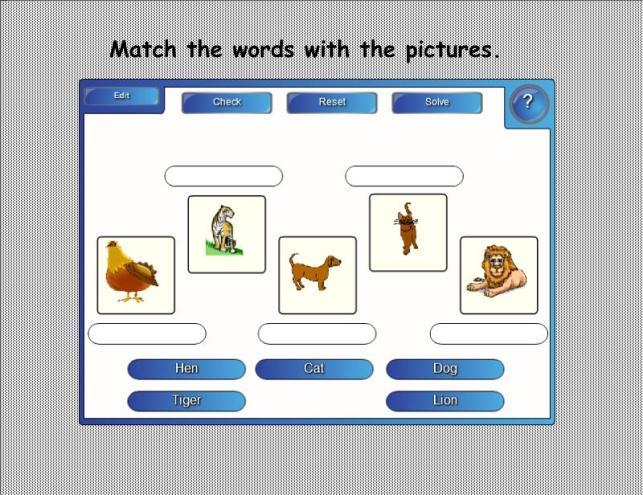 Match the words with the pictures.
Edit
Check Reset Solve ?
Hen Cat Dog
Tiger Lion